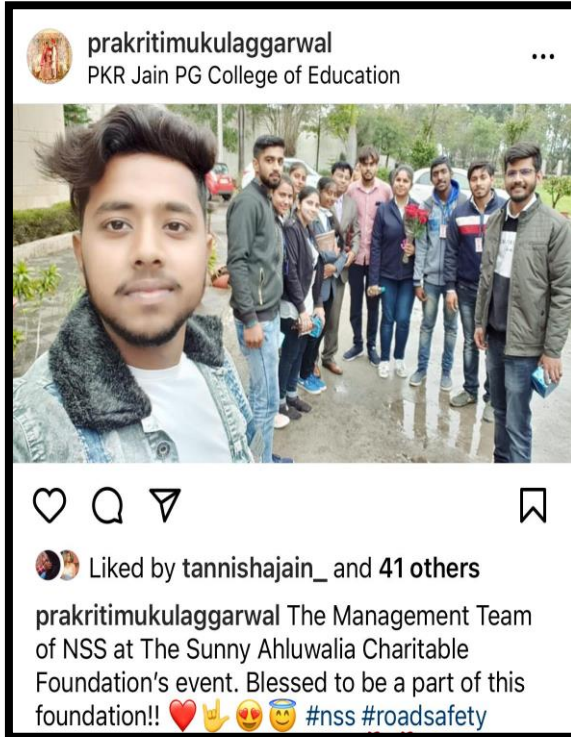 prakritimukulaggarwal
PKR Jain PG College of Education
Liked by tannishajain_ and 41 others
prakritimukulaggarwal The Management Team
of NSS at The Sunny Ahluwalia Charitable
Foundation's event. Blessed to be a part of this
foundation!! ❤️🤟😍😇 #nss #roadsafety